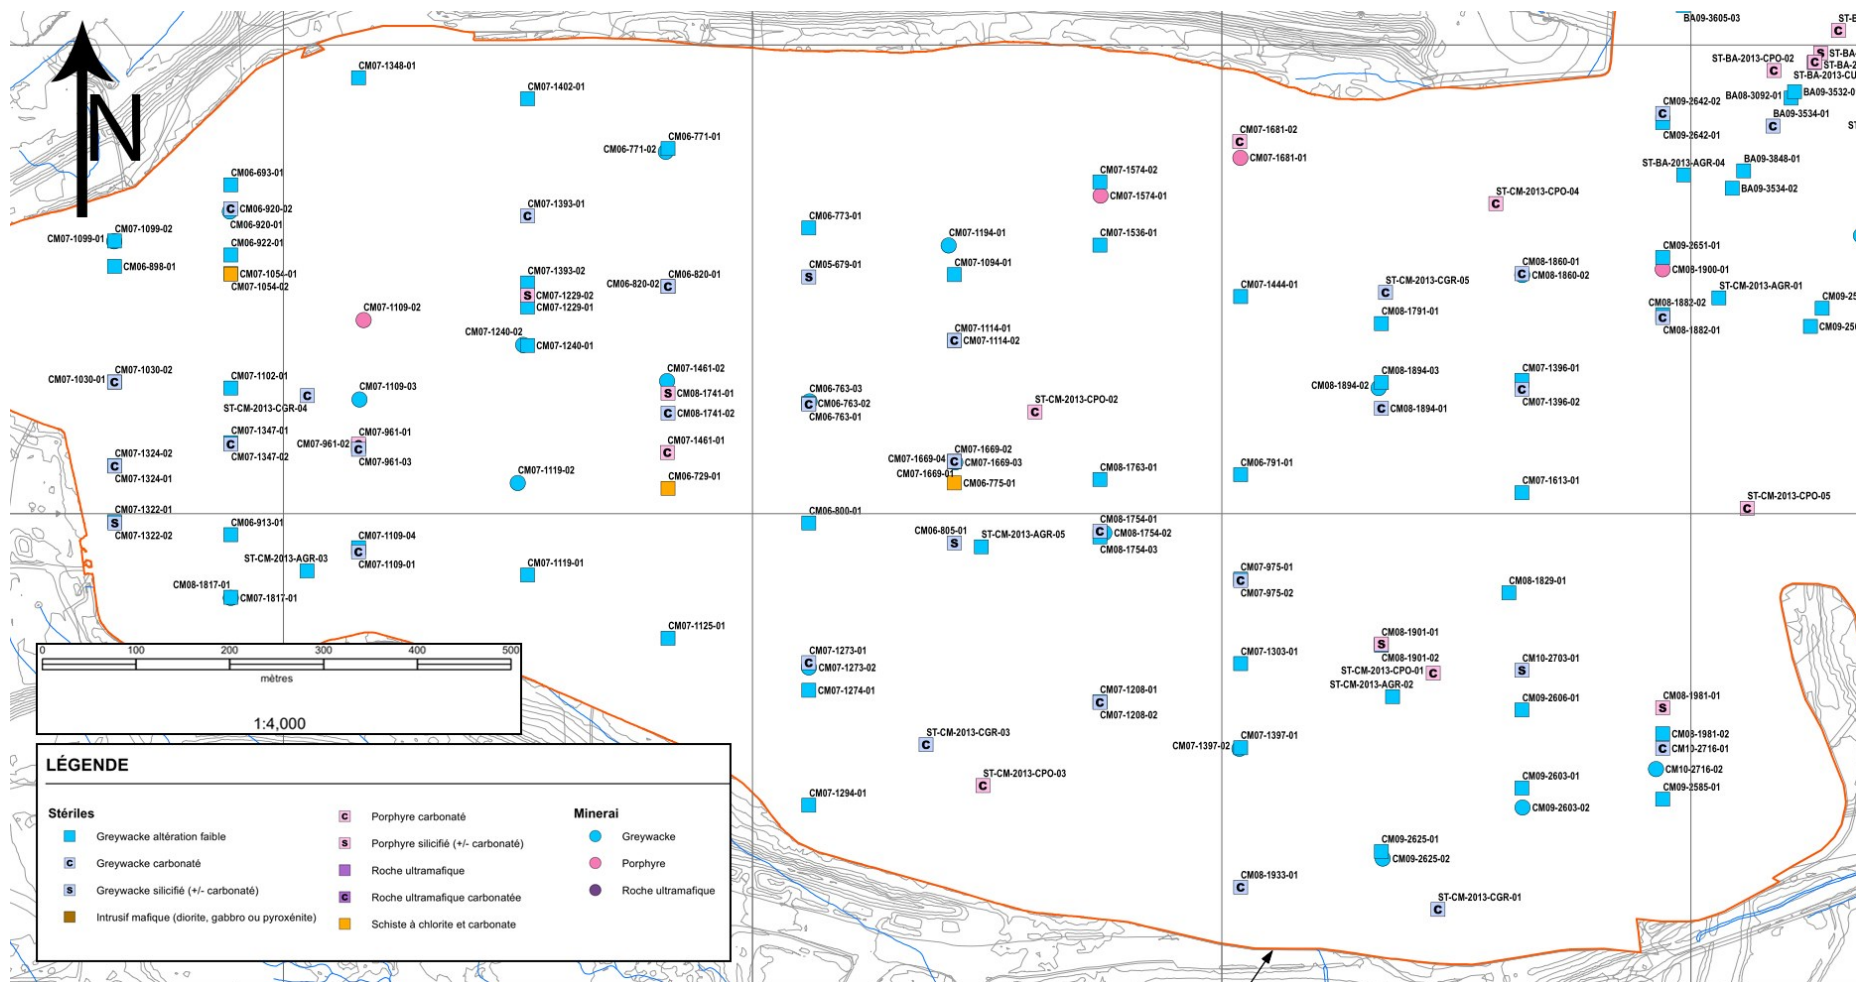 BA09-3605-03
ST-B
CM07-1348-01
ST-BA-2013-CPO-02
S
ST-BA-
C
ST-BA-2
ST-BA-2013-CU
CM07-1402-01
BA08-3092-01
BA09-3532-0
CM09-2642-02
BA09-3534-01
N
CM09-2642-01
CM07-1681-02
CM07-1681-01
CM06-771-01
CM06-771-02
ST-BA-2013-AGR-04
BA09-3848-01
BA09-3534-02
CM07-1574-02
CM07-1574-01
CM06-693-01
ST-CM-2013-CPO-04
CM06-920-02
CM06-920-01
CM07-1393-01
CM06-773-01
CM07-1099-02
CM07-1099-01
CM07-1194-01
CM07-1536-01
CM06-922-01
CM09-2651-01
CM06-898-01
CM07-1054-01
CM07-1054-02
CM07-1393-02
CM06-820-01
CM06-820-02
CM05-679-01
CM07-1094-01
CM08-1860-01
CM08-1860-02
CM08-1900-01
CM07-1229-02
CM07-1229-01
CM07-1444-01
ST-CM-2013-CGR-05
ST-CM-2013-AGR-01
CM08-1882-02
CM08-1882-01
CM09-25
CM09-250
CM07-1109-02
CM08-1791-01
CM07-1240-02
CM07-1240-01
CM07-1114-01
CM07-1114-02
CM07-1030-02
CM07-1030-01
CM07-1102-01
CM07-1109-03
CM07-1461-02
CM08-1741-01
CM08-1741-02
CM06-763-03
CM06-763-02
CM06-763-01
ST-CM-2013-CPO-02
CM08-1894-03
CM08-1894-02
CM08-1894-01
CM07-1396-01
CM07-1396-02
ST-CM-2013-CGR-04
CM07-1347-01
CM07-1347-02
CM07-961-01
CM07-961-02
CM07-961-03
CM07-1461-01
CM07-1324-02
CM07-1324-01
CM07-1119-02
CM06-729-01
CM07-1669-02
CM07-1669-04
CM07-1669-03
CM07-1669-01
CM06-775-01
CM08-1763-01
CM06-791-01
CM07-1613-01
ST-CM-2013-CPO-05
CM07-1322-01
CM07-1322-02
CM06-913-01
CM07-1109-04
CM07-1109-01
ST-CM-2013-AGR-03
CM07-1119-01
CM06-800-01
CM06-805-01
ST-CM-2013-AGR-05
CM08-1754-01
CM08-1754-02
CM08-1754-03
CM08-1817-01
CM07-1817-01
CM07-975-01
CM07-975-02
CM08-1829-01
CM07-1125-01
CM08-1901-01
CM08-1901-02
ST-CM-2013-CPO-01
ST-CM-2013-AGR-02
CM07-1303-01
CM10-2703-01
CM07-1273-01
CM07-1273-02
CM07-1274-01
CM07-1208-01
CM07-1208-02
CM09-2606-01
CM08-1981-01
CM08-1981-02
CM10-2716-01
CM10-2716-02
CM09-2585-01
CM07-1397-01
CM07-1397-02
ST-CM-2013-CGR-03
ST-CM-2013-CPO-03
CM07-1294-01
CM09-2603-01
CM09-2603-02
CM09-2625-01
CM09-2625-02
CM08-1933-01
ST-CM-2013-CGR-01
0 100 200 300 400 500
mètres
1:4,000
LÉGENDE
Stériles
Greywacke altération faible
C Greywacke carbonaté
S Greywacke silicifié (+/- carbonaté)
Intrusif mafique (diorite, gabbro ou pyroxénite)
C Porphyre carbonaté
S Porphyre silicifié (+/- carbonaté)
Roche ultramafique
C Roche ultramafique carbonatée
Schiste à chlorite et carbonate
Minerai
Greywacke
Porphyre
Roche ultramafique